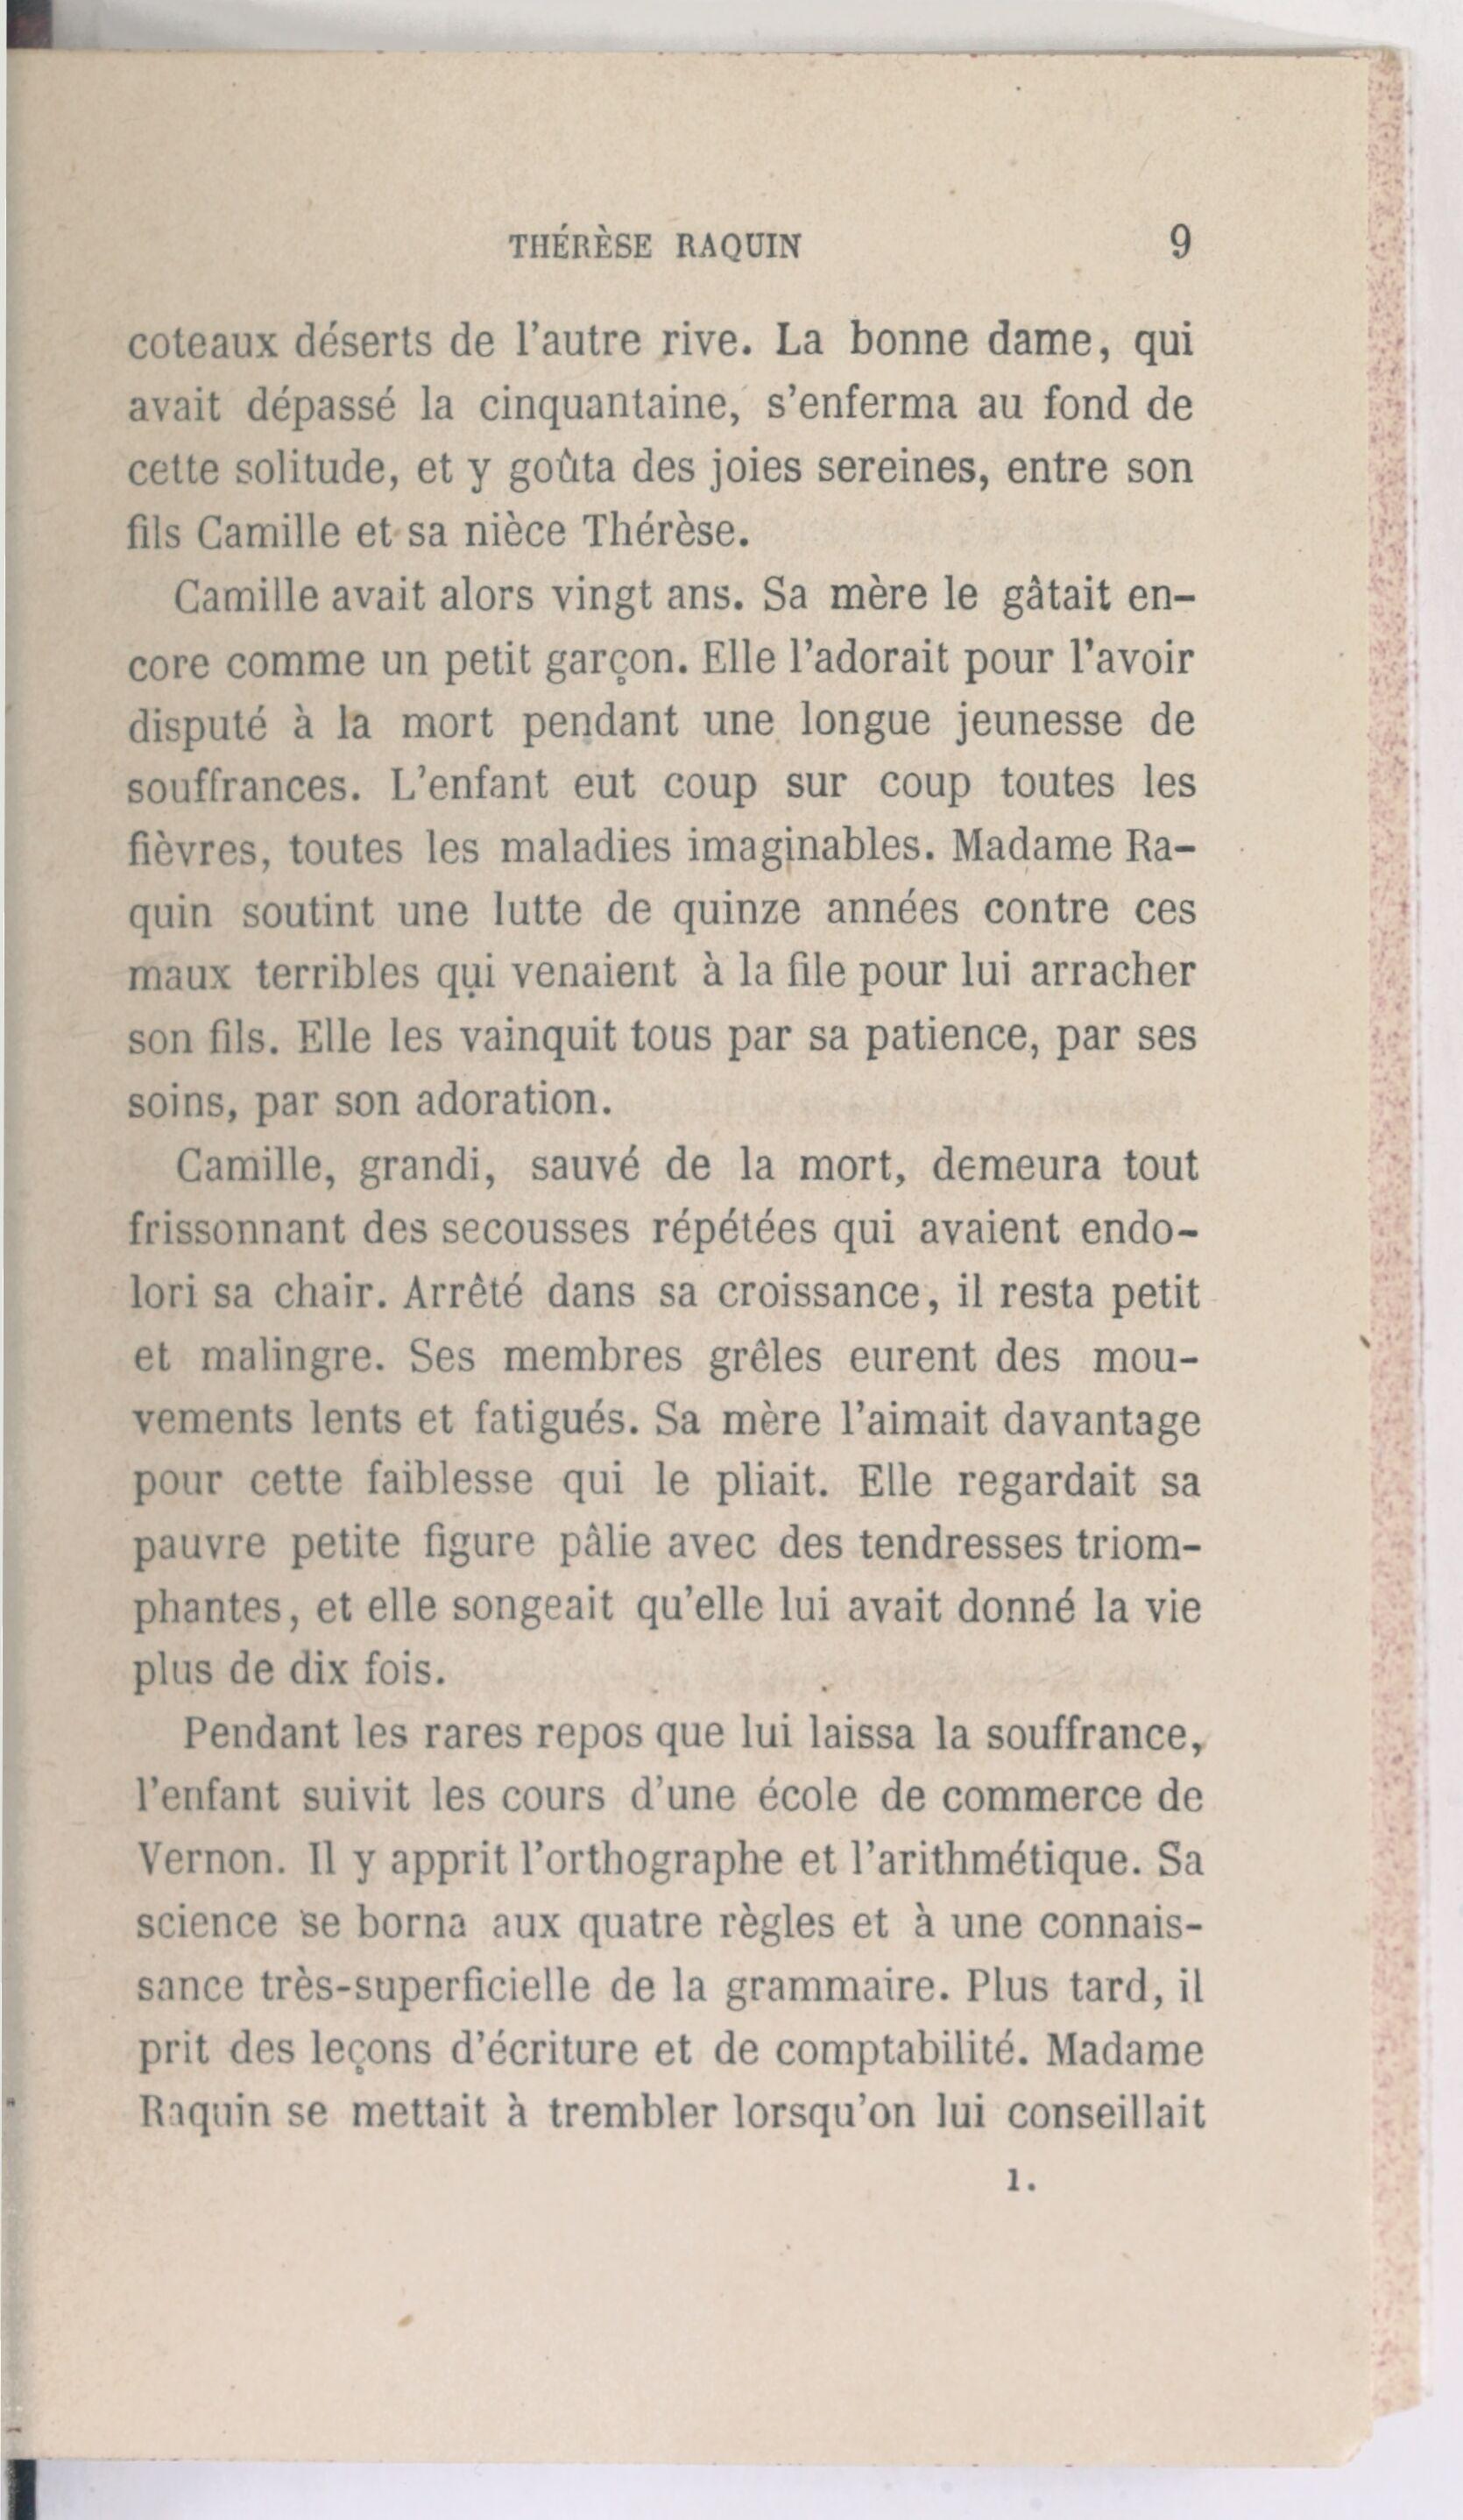 THÉRÈSE RAQUIN 9
coteaux déserts de l'autre rive. La bonne dame, qui
avait dépassé la cinquantaine, s'enferma au fond de
cette solitude, et y goûta des joies sereines, entre son
fils Camille et sa nièce Thérèse.
Camille avait alors vingt ans. Sa mère le gâtait en-
core comme un petit garçon. Elle l'adorait pour l'avoir
disputé à la mort pendant une longue jeunesse de
souffrances. L'enfant eut coup sur coup toutes les
fièvres, toutes les maladies imaginables. Madame Ra-
quin soutint une lutte de quinze années contre ces
maux terribles qui venaient à la file pour lui arracher
son fils. Elle les vainquit tous par sa patience, par ses
soins, par son adoration.
Camille, grandi, sauvé de la mort, demeura tout
frissonnant des secousses répétées qui avaient endo-
lori sa chair. Arrêté dans sa croissance, il resta petit
et malingre. Ses membres grêles eurent des mou-
vements lents et fatigués. Sa mère l'aimait davantage
pour cette faiblesse qui le pliait. Elle regardait sa
pauvre petite figure pâlie avec des tendresses triom-
phantes, et elle songeait qu'elle lui avait donné la vie
plus de dix fois.
Pendant les rares repos que lui laissa la souffrance,
l'enfant suivit les cours d'une école de commerce de
Vernon. Il y apprit l'orthographe et l'arithmétique. Sa
science se borna aux quatre règles et à une connais-
sance très-superficielle de la grammaire. Plus tard, il
prit des leçons d'écriture et de comptabilité. Madame
Raquin se mettait à trembler lorsqu'on lui conseillait
1.